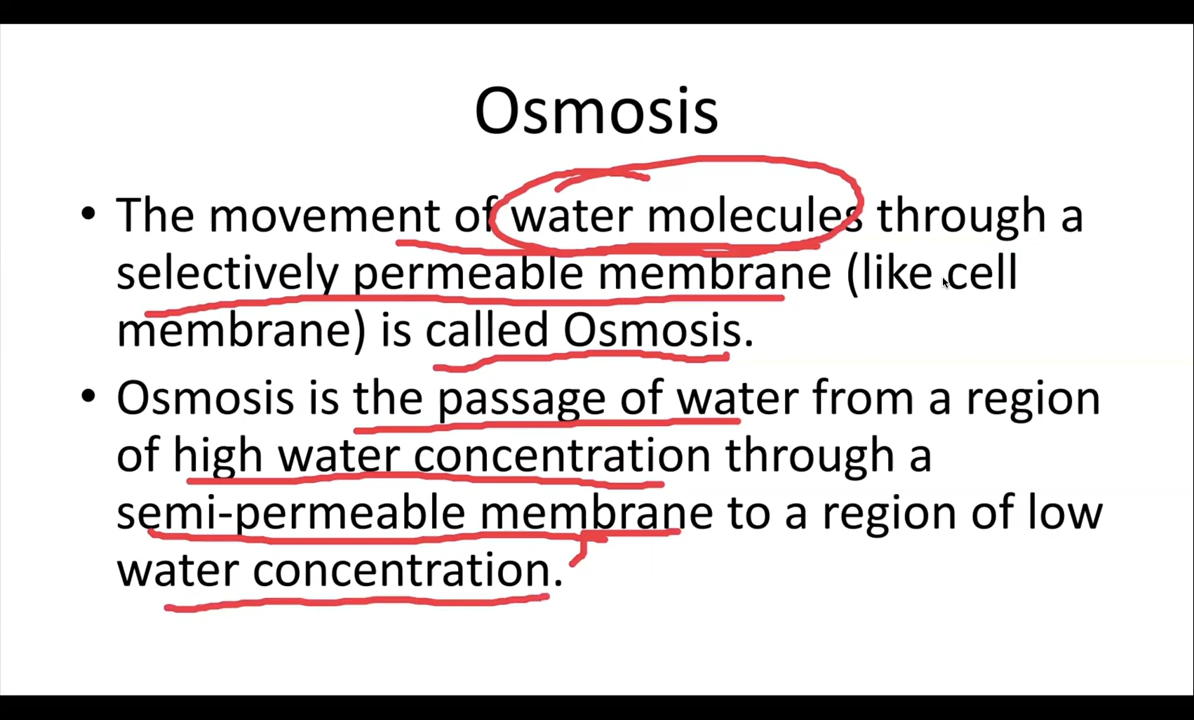 Osmosis
• The movement of water molecules through a
selectively permeable membrane (like cell
membrane) is called Osmosis.
• Osmosis is the passage of water from a region
of high water concentration through a
semi-permeable membrane to a region of low
water concentration.